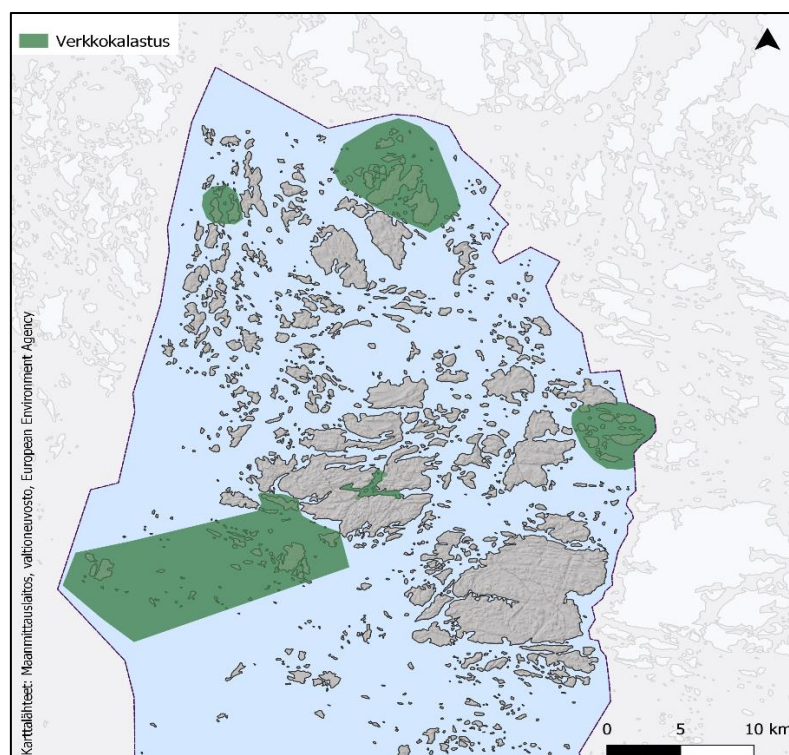 Verkkokalastus
Karttalähteet: Maanmittauslaitos, valtioneuvosto, European Environment Agency
0 5 10 km